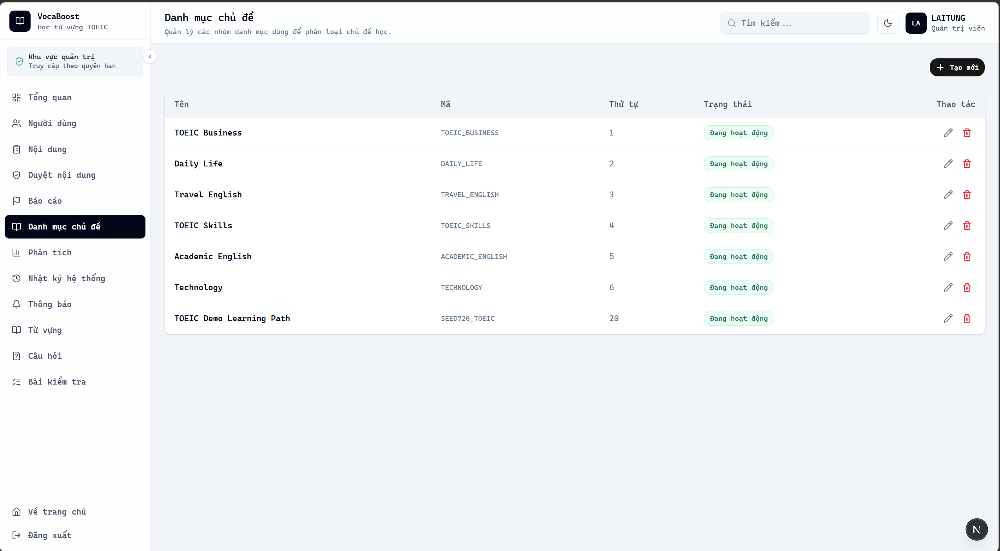 VocaBoost
Học từ vựng TOEIC
Khu vực quản trị
Truy cập theo quyền hạn
Tổng quan
Người dùng
Nội dung
Duyệt nội dung
Báo cáo
Danh mục chủ đề
Phân tích
Nhật ký hệ thống
Thông báo
Từ vựng
Câu hỏi
Bài kiểm tra
Về trang chủ
Đăng xuất
Danh mục chủ đề
Quản lý các nhóm danh mục dùng để phân loại chủ đề học.
Tìm kiếm...
LA
LAITUNG
Quản trị viên
Tạo mới
Tên Mã Thứ tự Trạng thái Thao tác
TOEIC Business TOEIC_BUSINESS 1 Đang hoạt động
Daily Life DAILY_LIFE 2 Đang hoạt động
Travel English TRAVEL_ENGLISH 3 Đang hoạt động
TOEIC Skills TOEIC_SKILLS 4 Đang hoạt động
Academic English ACADEMIC_ENGLISH 5 Đang hoạt động
Technology TECHNOLOGY 6 Đang hoạt động
TOEIC Demo Learning Path SEED720_TOEIC 20 Đang hoạt động
N